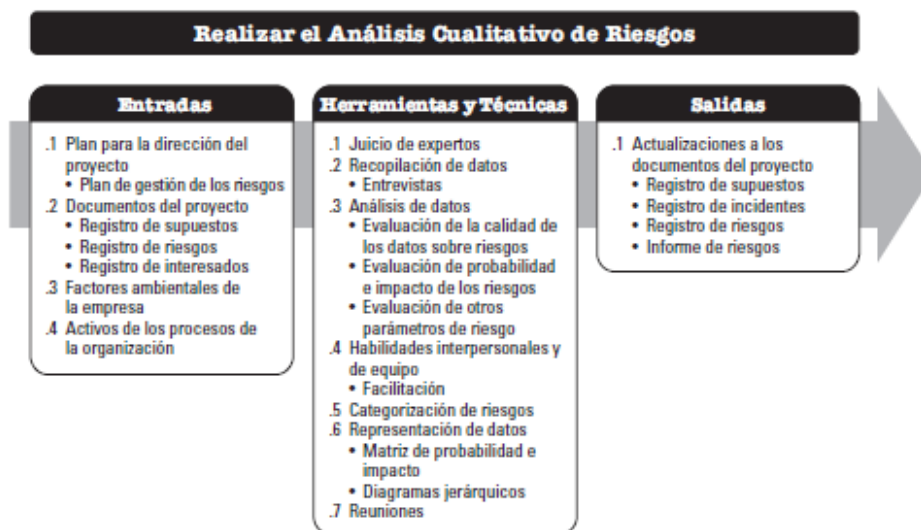 Realizar el Análisis Cualitativo de Riesgos
Entradas
.1 Plan para la dirección del
proyecto
• Plan de gestión de los riesgos
.2 Documentos del proyecto
• Registro de supuestos
• Registro de riesgos
• Registro de interesados
.3 Factores ambientales de
la empresa
.4 Activos de los procesos de
la organización
Herramientas y Técnicas
.1 Juicio de expertos
.2 Recopilación de datos
• Entrevistas
.3 Análisis de datos
• Evaluación de la calidad de
los datos sobre riesgos
• Evaluación de probabilidad
e impacto de los riesgos
• Evaluación de otros
parámetros de riesgo
.4 Habilidades interpersonales y
de equipo
• Facilitación
.5 Categorización de riesgos
.6 Representación de datos
• Matriz de probabilidad e
impacto
• Diagramas jerárquicos
.7 Reuniones
Salidas
.1 Actualizaciones a los
documentos del proyecto
• Registro de supuestos
• Registro de incidentes
• Registro de riesgos
• Informe de riesgos